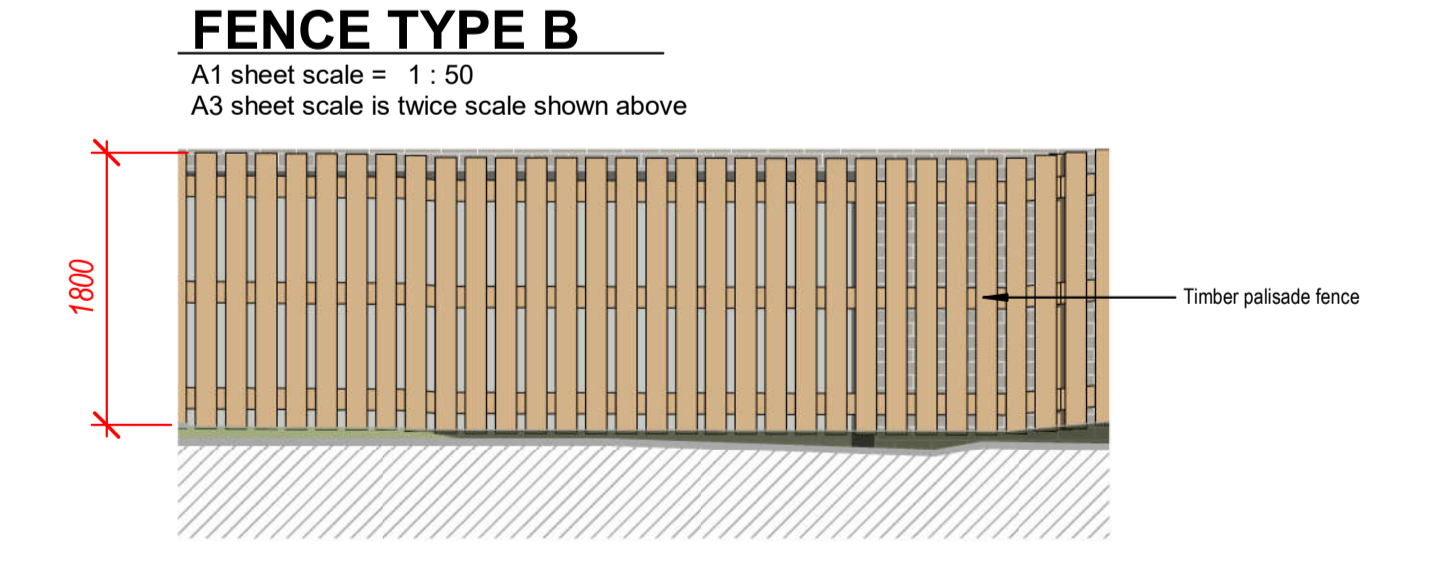 FENCE TYPE B
A1 sheet scale = 1 : 50
A3 sheet scale is twice scale shown above
1800
Timber palisade fence